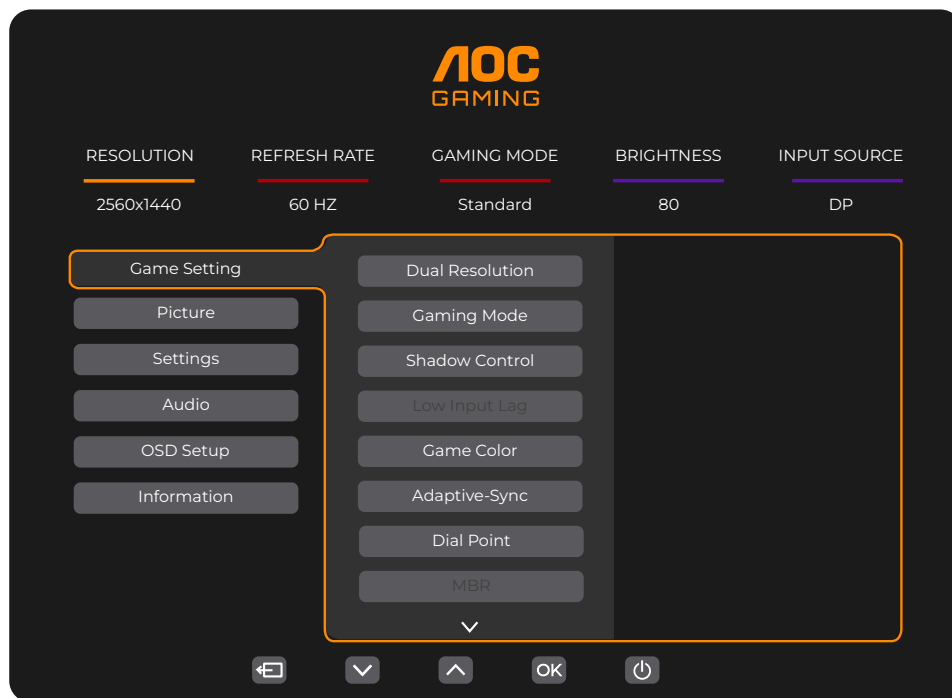 AOC
GAMING
RESOLUTION REFRESH RATE GAMING MODE BRIGHTNESS INPUT SOURCE
2560x1440 60 HZ Standard 80 DP
Game Setting
Picture
Settings
Audio
OSD Setup
Information
Dual Resolution
Gaming Mode
Shadow Control
Low Input Lag
Game Color
Adaptive-Sync
Dial Point
MBR
OK